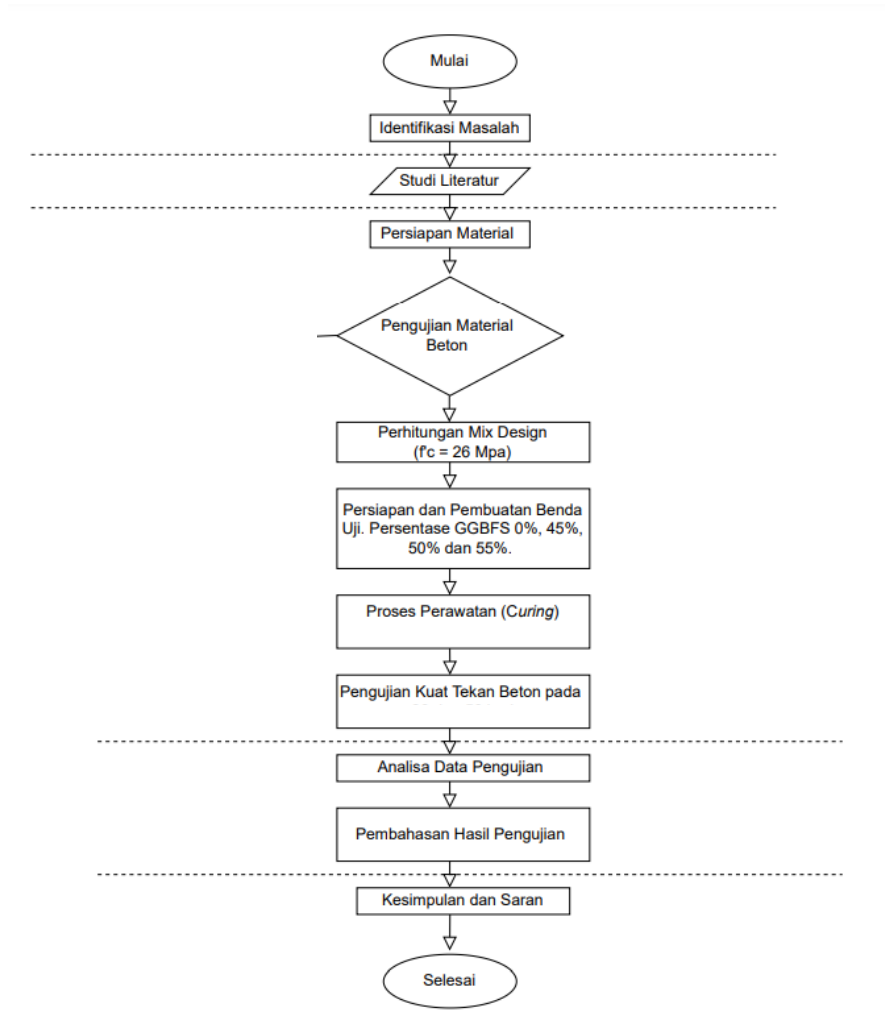 Mulai
Identifikasi Masalah
Studi Literatur
Persiapan Material
Pengujian Material
Beton
Perhitungan Mix Design
(f'c = 26 Mpa)
Persiapan dan Pembuatan Benda
Uji. Persentase GGBFS 0%, 45%,
50% dan 55%.
Proses Perawatan (Curing)
Pengujian Kuat Tekan Beton pada
Analisa Data Pengujian
Pembahasan Hasil Pengujian
Kesimpulan dan Saran
Selesai